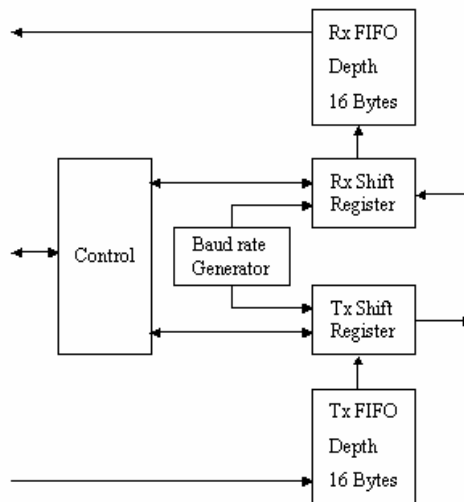 Rx FIFO
Depth
16 Bytes
Rx Shift
Register
Control
Baud rate
Generator
Tx Shift
Register
Tx FIFO
Depth
16 Bytes